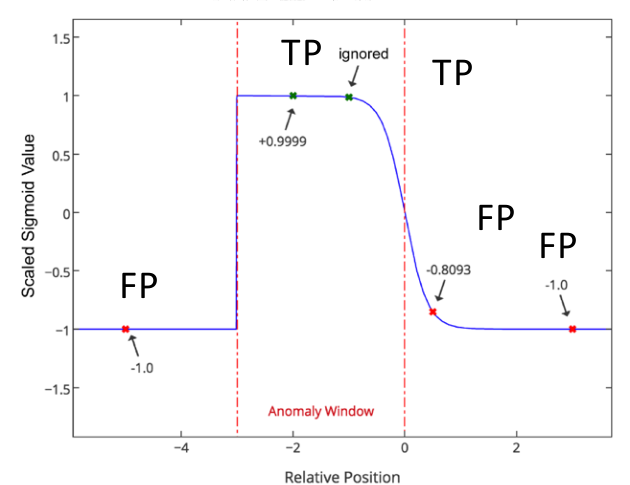 1.5
TP
ignored
TP
1
+0.9999
0.5
Scaled Sigmoid Value
0
FP
FP
-0.8093
−0.5
FP
-1.0
−1
-1.0
−1.5
Anomaly Window
−4
−2
0
2
Relative Position